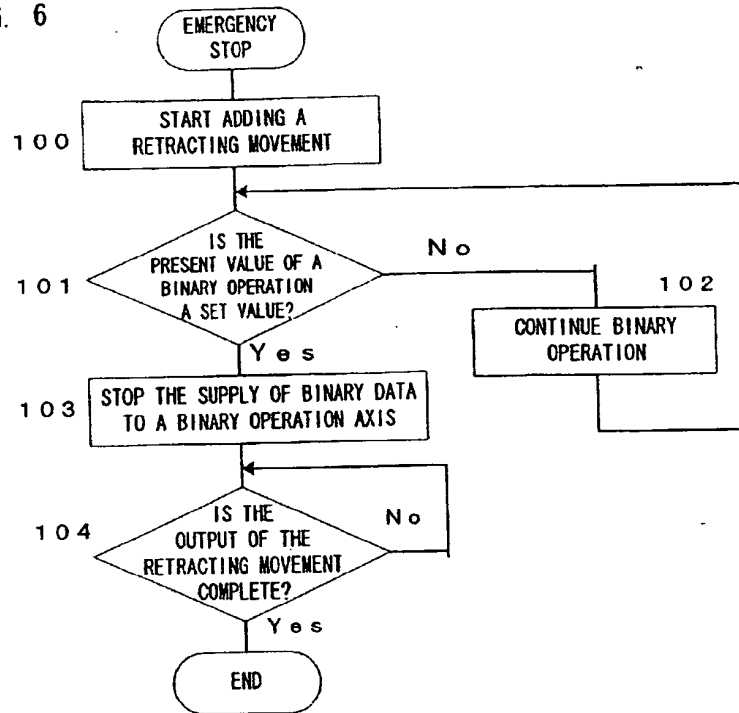 G. 6
EMERGENCY
STOP
100
START ADDING A
RETRACTING MOVEMENT
101
IS THE
PRESENT VALUE OF A
BINARY OPERATION
A SET VALUE?
No
102
CONTINUE BINARY
OPERATION
Yes
103
STOP THE SUPPLY OF BINARY DATA
TO A BINARY OPERATION AXIS
104
IS THE
OUTPUT OF THE
RETRACTING MOVEMENT
COMPLETE?
No
Yes
END